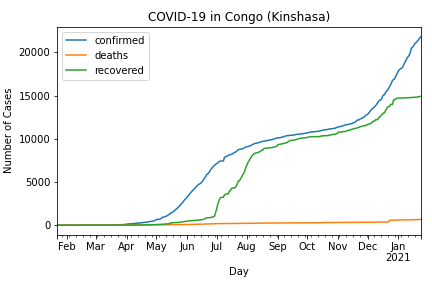 COVID-19 in Congo (Kinshasa)
confirmed
deaths
recovered
Number of Cases
20000
15000
10000
5000
0
Feb Mar Apr May Jun Jul Aug Sep Oct Nov Dec Jan
2021
Day